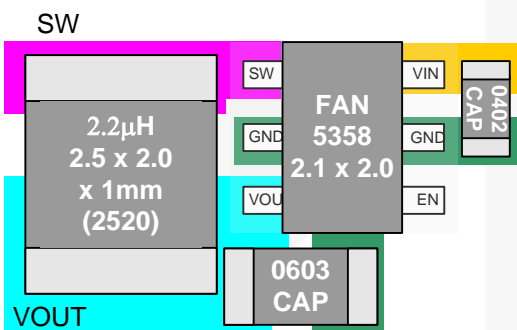 SW
2.2µH
2.5 x 2.0
x 1mm
(2520)
SW
GND
VOU
FAN
5358
2.1 x 2.0
VIN
GND
EN
0402
CAP
0603
CAP
VOUT